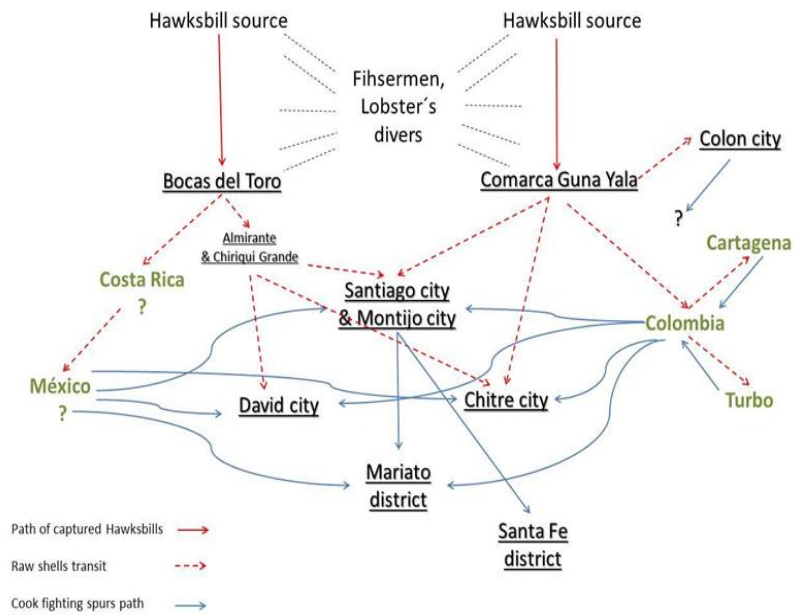 Hawksbill source
Hawksbill source
Fihsermen,
Lobster´s
divers
Colon city
Bocas del Toro
Comarca Guna Yala
?
Almirante
& Chiriqui Grande
Cartagena
Costa Rica
?
Santiago city
& Montijo city
Colombia
México
?
David city
Chitre city
Turbo
Mariato
district
Santa Fe
district
Path of captured Hawksbills
Raw shells transit
Cook fighting spurs path